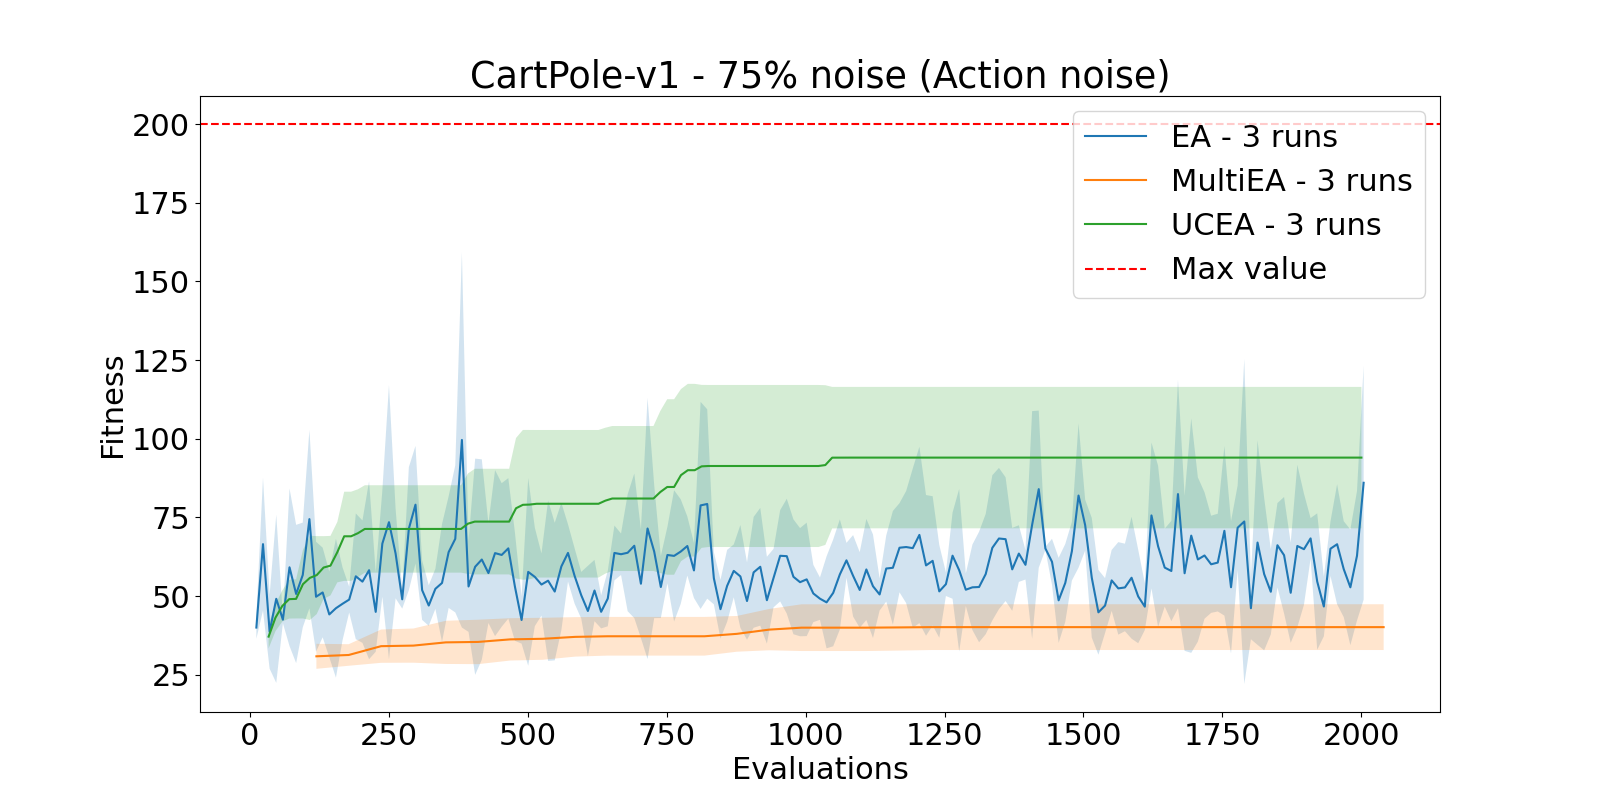 CartPole-v1 - 75% noise (Action noise)
200
175
150
125
100
75
50
25
Fitness
EA - 3 runs
MultiEA - 3 runs
UCEA - 3 runs
Max value
0 250 500 750 1000 1250 1500 1750 2000
Evaluations